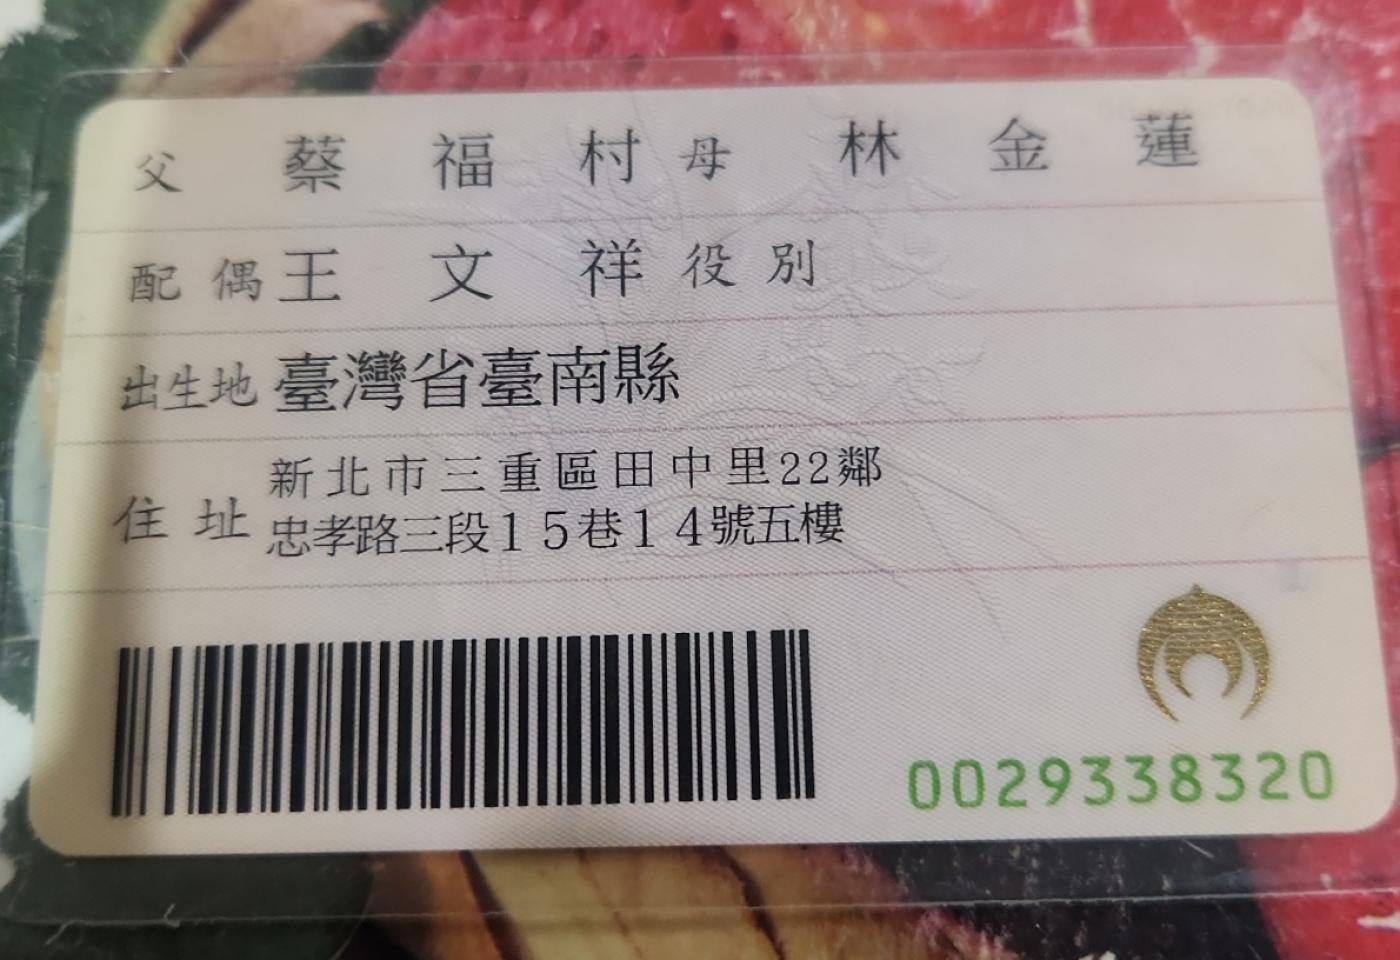 父 蔡福村 母 林金蓮
配偶 王文祥 役別
出生地 臺灣省臺南縣
住址 新北市三重區田中里22鄰
忠孝路三段15巷14號五樓
0029338320